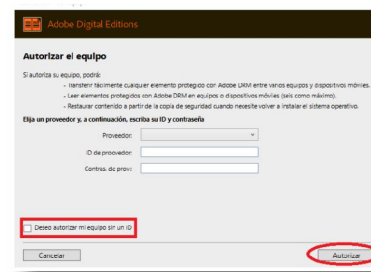 Adobe Digital Editions
Autorizar el equipo
Si autoriza su equipo, podrá:
- Transferir fácilmente cualquier elemento protegido con Adobe DRM entre varios equipos y dispositivos móviles.
- Leer elementos protegidos con Adobe DRM en equipos o dispositivos móviles (seis como máximo).
- Restaurar contenido a partir de la copia de seguridad cuando necesite volver a instalar el sistema operativo.
Elija un proveedor y, a continuación, escriba su ID y contraseña
Proveedor:
ID de proveedor:
Contras. de prov.:
Deseo autorizar mi equipo sin un ID
Cancelar
Autorizar